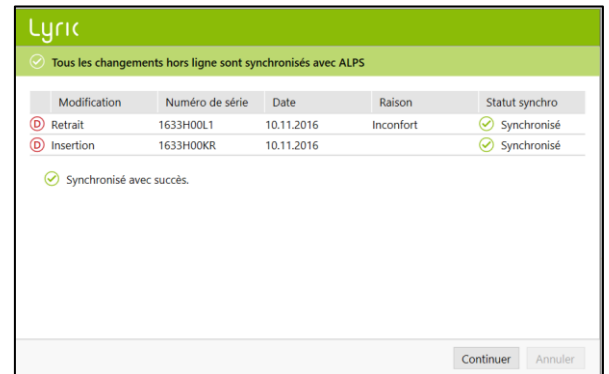 Lyric
Tous les changements hors ligne sont synchronisés avec ALPS
Modification Numéro de série Date Raison Statut synchro
D Retrait 1633H00L1 10.11.2016 Inconfort Synchronisé
D Insertion 1633H00KR 10.11.2016 Synchronisé
Synchronisé avec succès.
Continuer Annuler